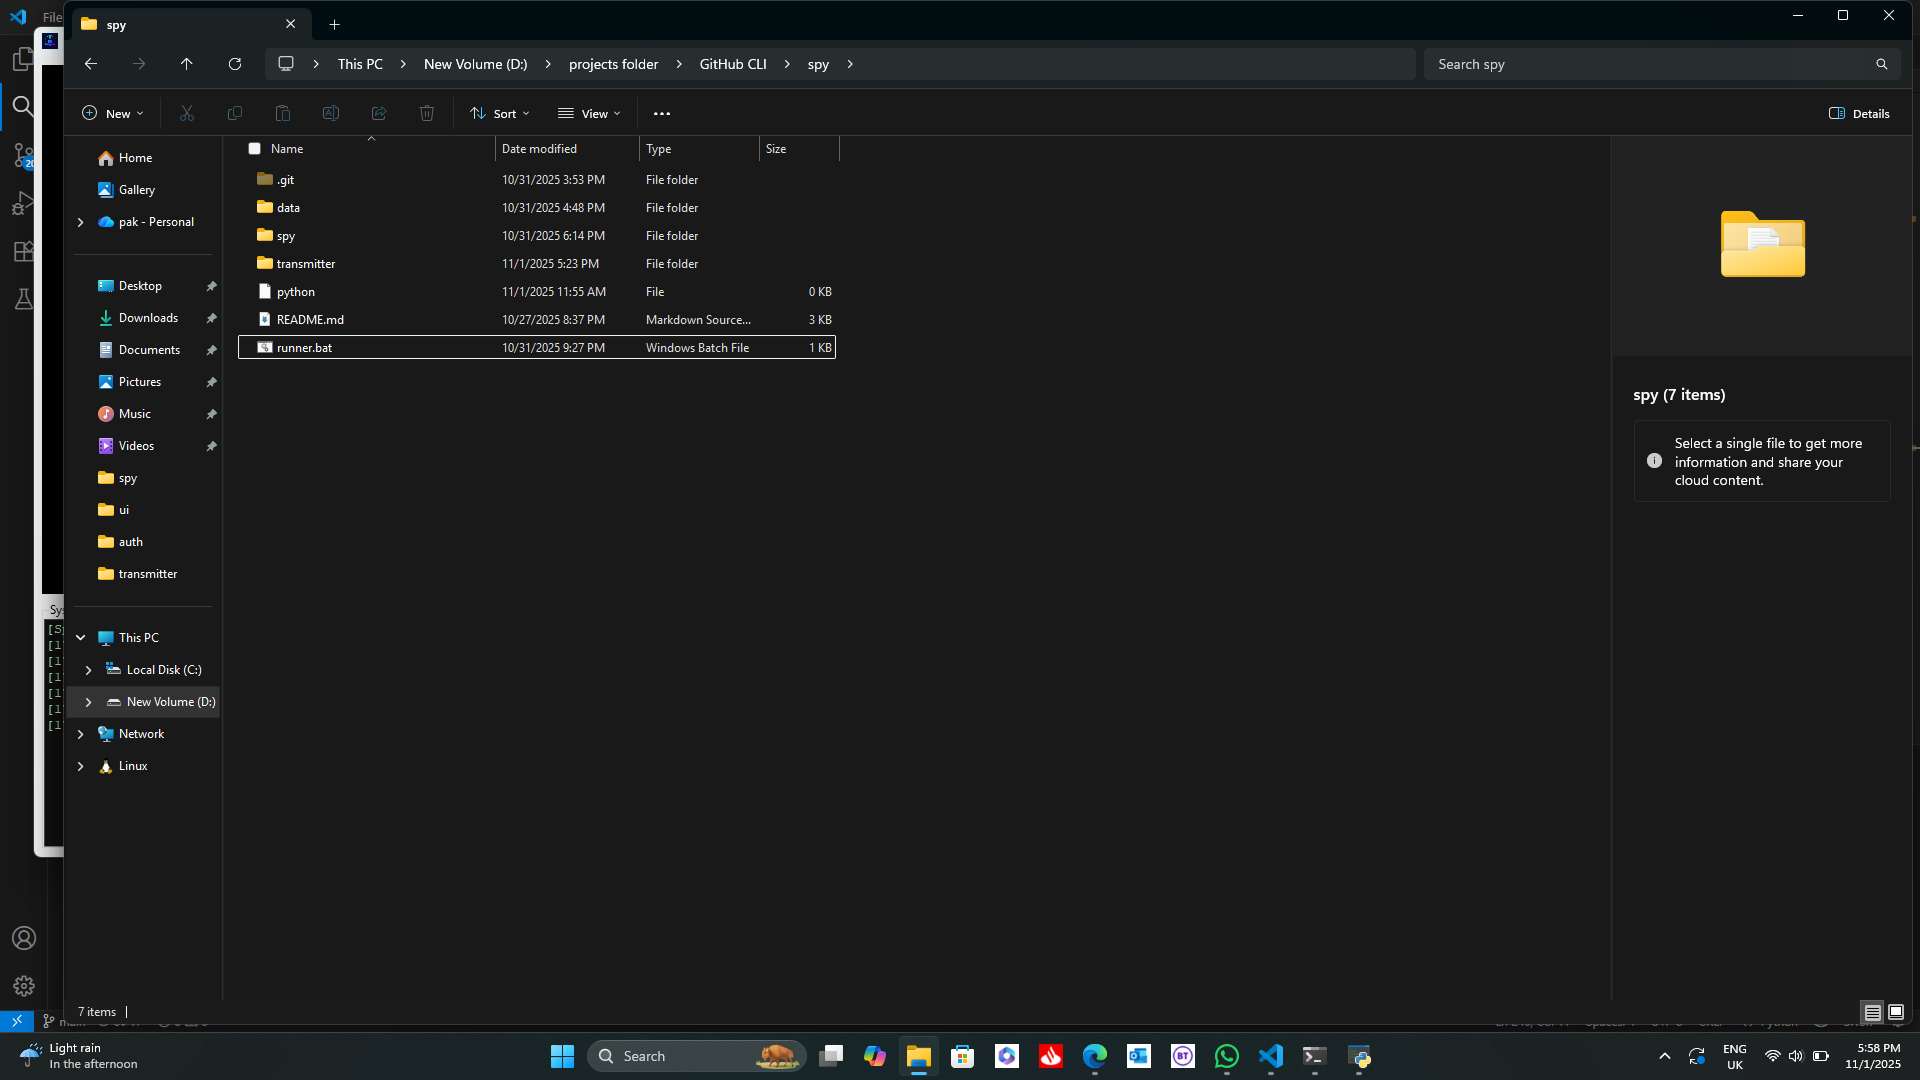 File
spy
This PC
New Volume (D:)
projects folder
GitHub CLI
spy
Search spy
New
Sort
View
Details
Name
Date modified
Type
Size
.git 10/31/2025 3:53 PM File folder
data 10/31/2025 4:48 PM File folder
spy 10/31/2025 6:14 PM File folder
transmitter 11/1/2025 5:23 PM File folder
python 11/1/2025 11:55 AM File 0 KB
README.md 10/27/2025 8:37 PM Markdown Source... 3 KB
runner.bat 10/31/2025 9:27 PM Windows Batch File 1 KB
Home
Gallery
pak - Personal
Desktop
Downloads
Documents
Pictures
Music
Videos
spy
ui
auth
transmitter
This PC
Local Disk (C:)
New Volume (D:)
Network
Linux
spy (7 items)
Select a single file to get more
information and share your
cloud content.
7 items
Light rain
In the afternoon
Search
BT
ENG
UK
5:58 PM
11/1/2025